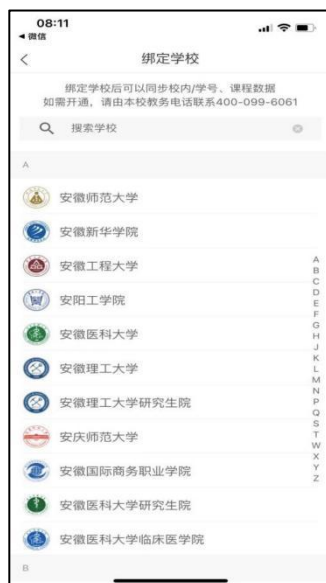 08:11
◀ 微信
绑定学校
绑定学校后可以同步校内/学号、课程数据
如需开通，请由本校教务电话联系400-099-6061
搜索学校
A
安徽师范大学
安徽新华学院
安徽工程大学
安阳工学院
安徽医科大学
安徽理工大学
安徽理工大学研究生院
安庆师范大学
安徽国际商务职业学院
安徽医科大学研究生院
安徽医科大学临床医学院
B
A
B
C
D
E
F
G
H
J
K
L
M
N
P
Q
S
T
W
X
Y
Z